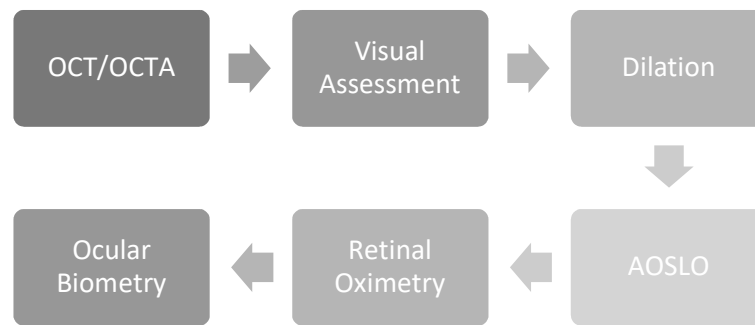 OCT/OCTA
Visual
Assessment
Dilation
AOSLO
Retinal
Oximetry
Ocular
Biometry